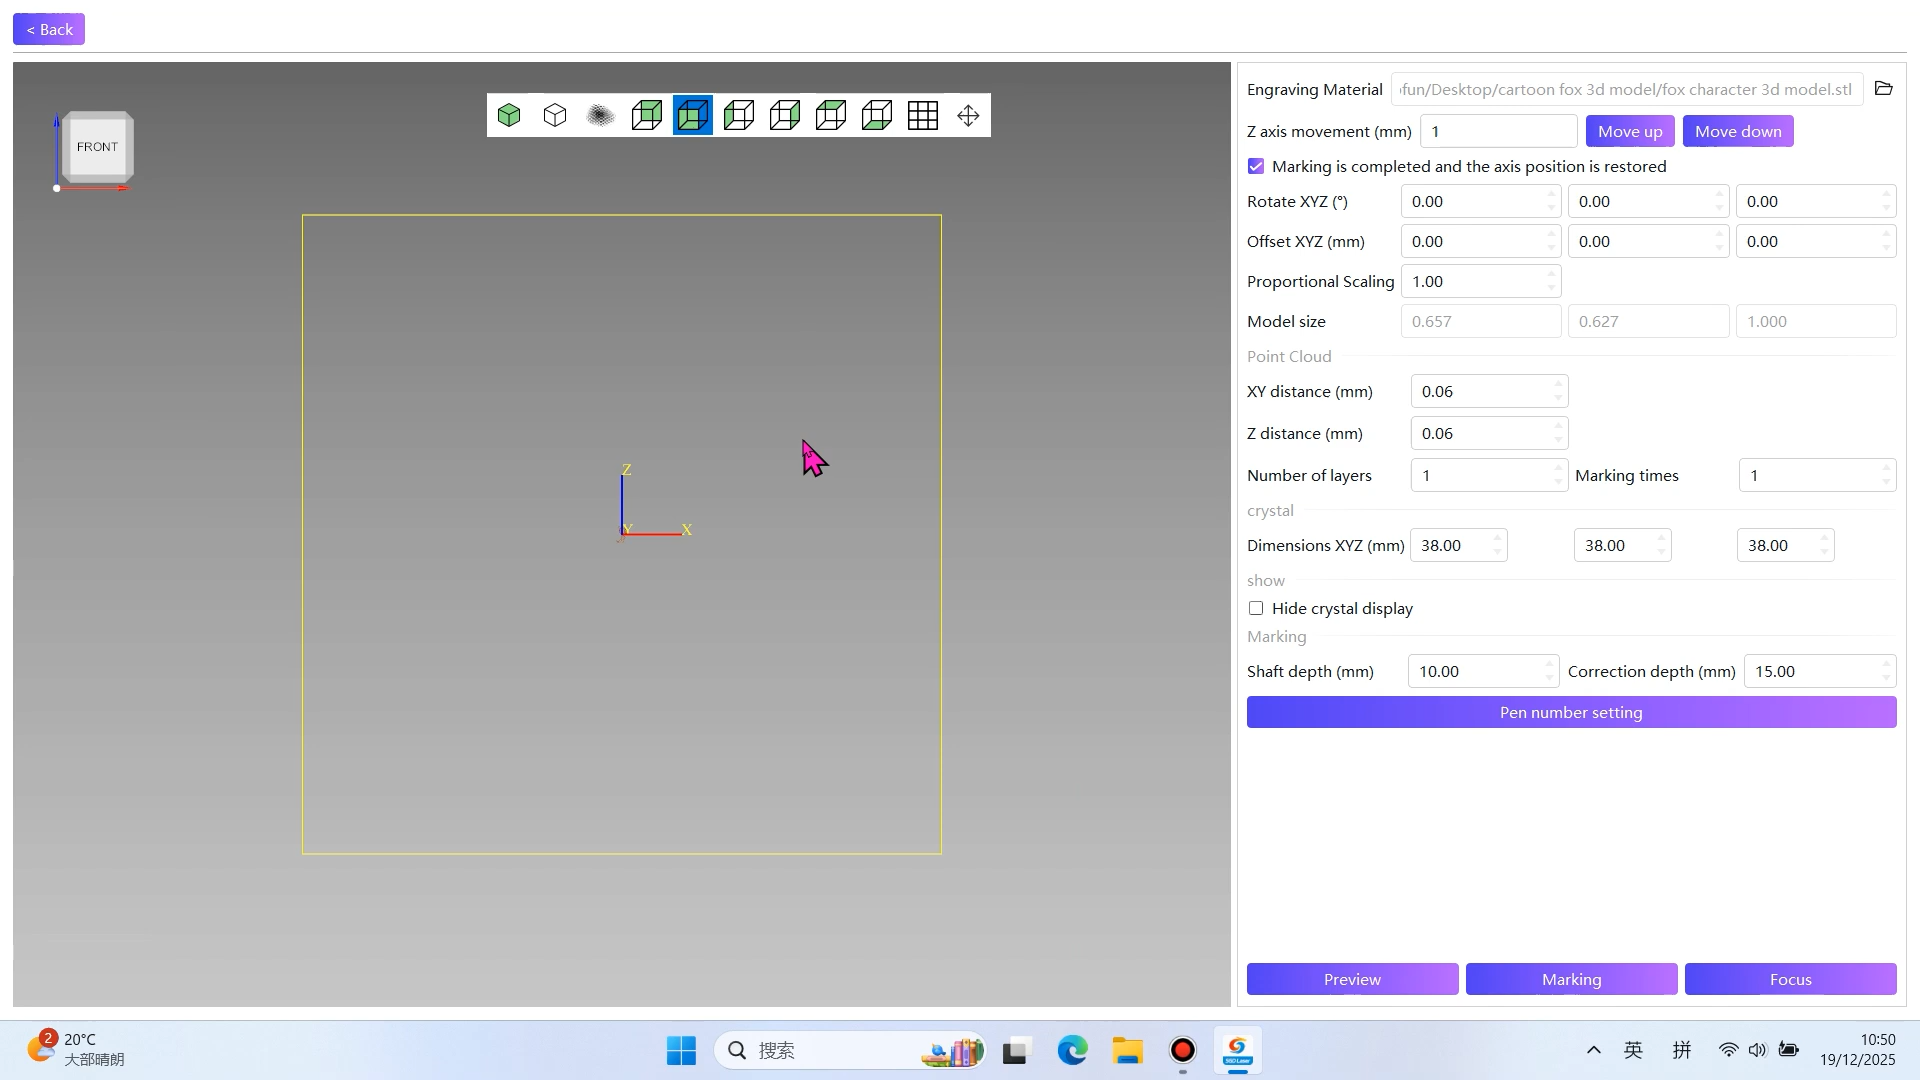 < Back
FRONT
Z
Y
X
Engraving Material
fun/Desktop/cartoon fox 3d model/fox character 3d model.stl
Z axis movement (mm) 1 Move up Move down
Marking is completed and the axis position is restored
Rotate XYZ (°) 0.00 0.00 0.00
Offset XYZ (mm) 0.00 0.00 0.00
Proportional Scaling 1.00
Model size 0.657 0.627 1.000
Point Cloud
XY distance (mm) 0.06
Z distance (mm) 0.06
Number of layers 1 Marking times 1
crystal
Dimensions XYZ (mm) 38.00 38.00 38.00
show
Hide crystal display
Marking
Shaft depth (mm) 10.00 Correction depth (mm) 15.00
Pen number setting
Preview Marking Focus
2
20°C
大部晴朗
搜索
英
拼
10:50
19/12/2025